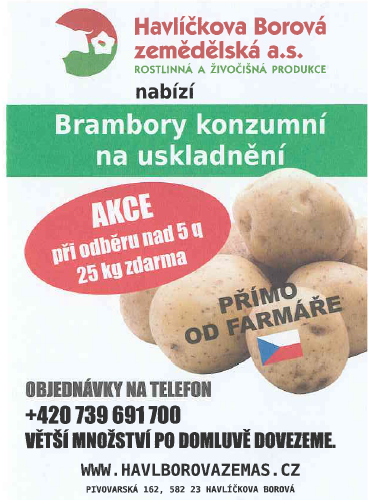 Havlíčkova Borová
zemědělská a.s.
ROSTLINNÁ A ŽIVOČIŠNÁ PRODUKCE
nabízí
Brambory konzumní
na uskladnění
AKCE
při odběru nad 5 q
25 kg zdarma
PŘÍMO
OD FARMÁŘE
OBJEDNÁVKY NA TELEFON
+420 739 691 700
VĚTŠÍ MNOŽSTVÍ PO DOMLUVĚ DOVEZEME.
WWW.HAVLBOROVAZEMAS.CZ
PIVOVARSKÁ 162, 582 23 HAVLÍČKOVA BOROVÁ